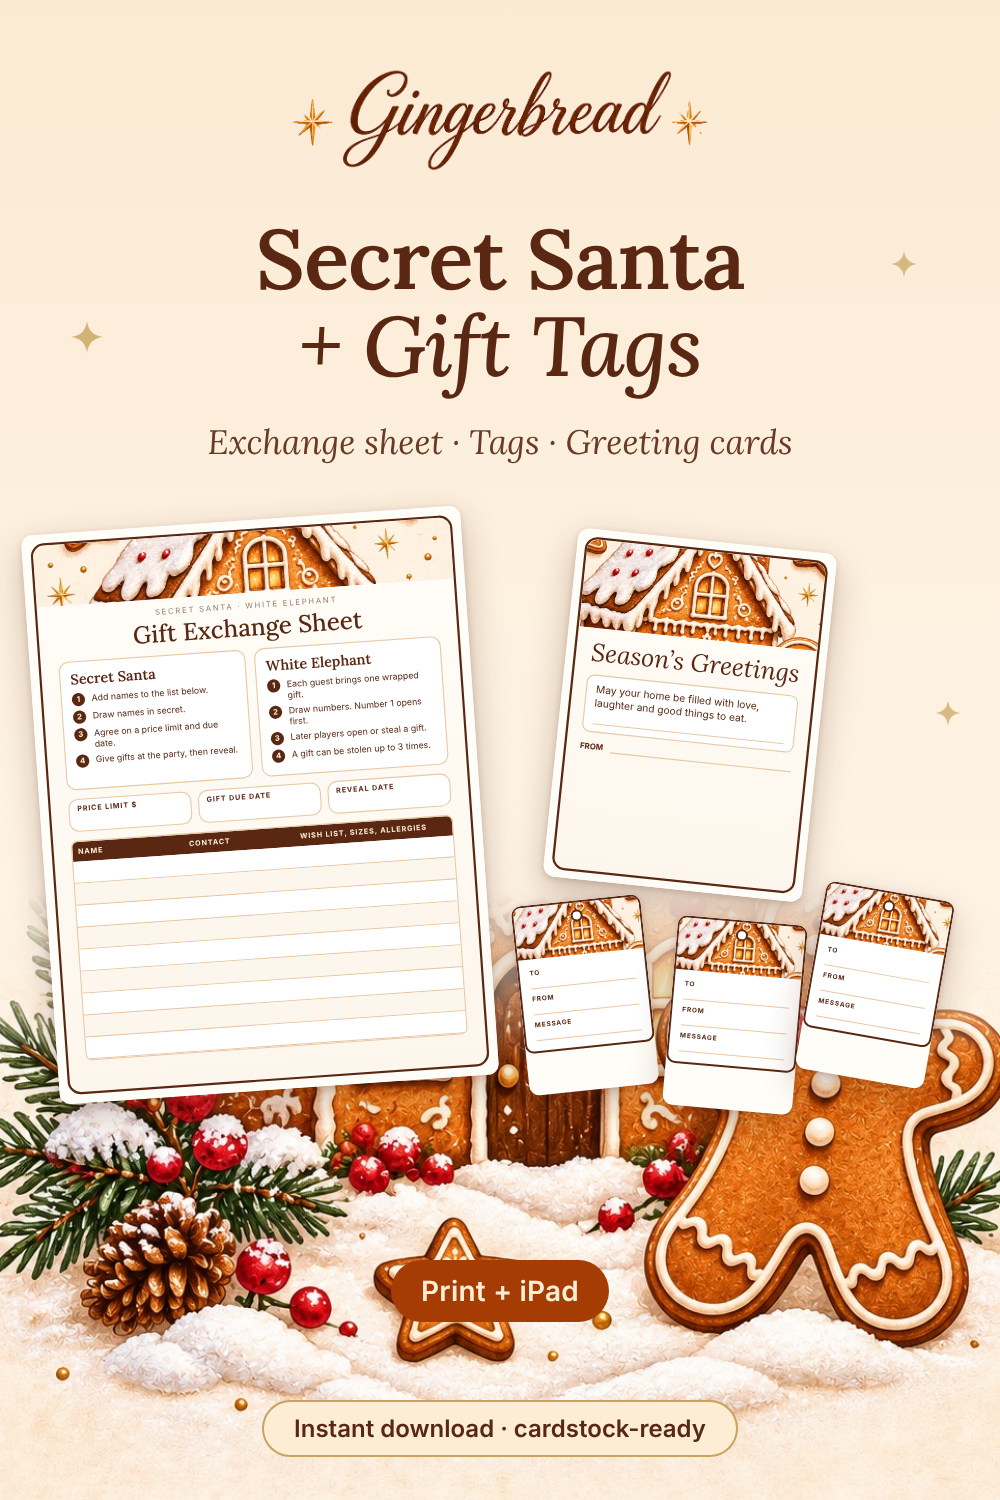 Gingerbread
Secret Santa
+ Gift Tags
Exchange sheet · Tags · Greeting cards
SECRET SANTA · WHITE ELEPHANT
Gift Exchange Sheet
Secret Santa
1 Add names to the list below.
2 Draw names in secret.
3 Agree on a price limit and due
date.
4 Give gifts at the party, then reveal.
White Elephant
1 Each guest brings one wrapped
gift.
2 Draw numbers. Number 1 opens
first.
3 Later players open or steal a gift.
4 A gift can be stolen up to 3 times.
PRICE LIMIT $
GIFT DUE DATE
REVEAL DATE
NAME CONTACT WISH LIST, SIZES, ALLERGIES
Season's Greetings
May your home be filled with love,
laughter and good things to eat.
FROM
TO
FROM
MESSAGE
TO
FROM
MESSAGE
TO
FROM
MESSAGE
Print + iPad
Instant download · cardstock-ready